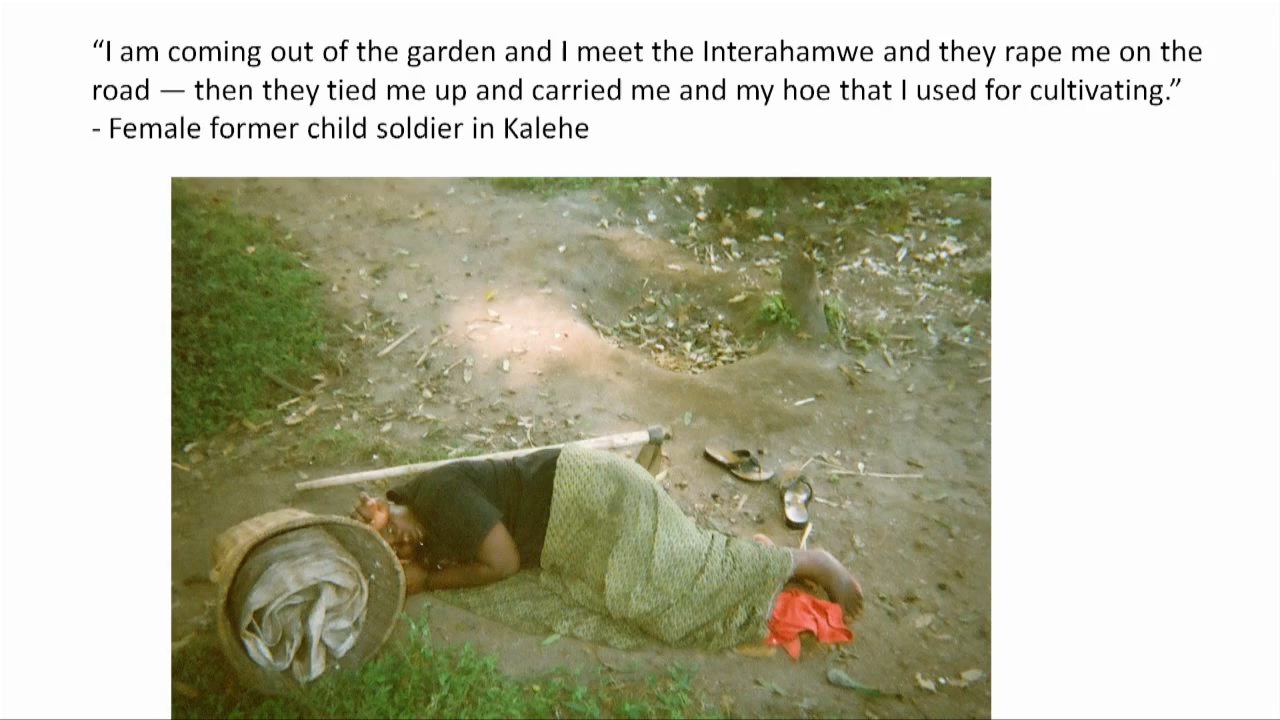 “I am coming out of the garden and I meet the Interahamwe and they rape me on the
road — then they tied me up and carried me and my hoe that I used for cultivating.”
- Female former child soldier in Kalehe